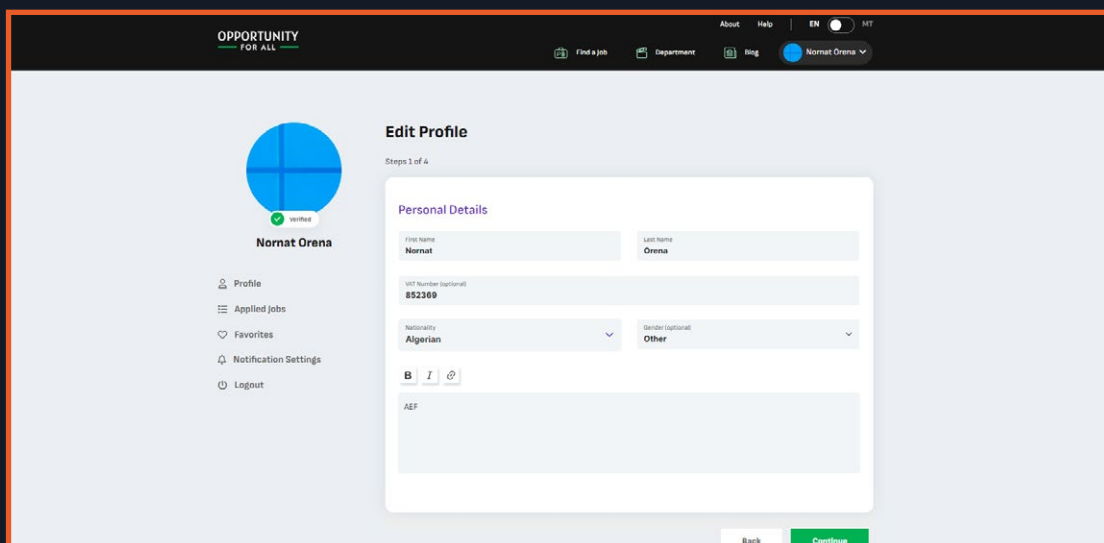 About Help EN MT
OPPORTUNITY
FOR ALL
Find a Job Department Blog Nornat Orena
Edit Profile
Steps 1 of 4
Verified
Nornat Orena
Profile
Applied Jobs
Favorites
Notification Settings
Logout
Personal Details
First Name Last Name
Nornat Orena
VAT Number (optional)
852369
Nationality Gender (optional)
Algerian Other
B I
AEF
Back Continue